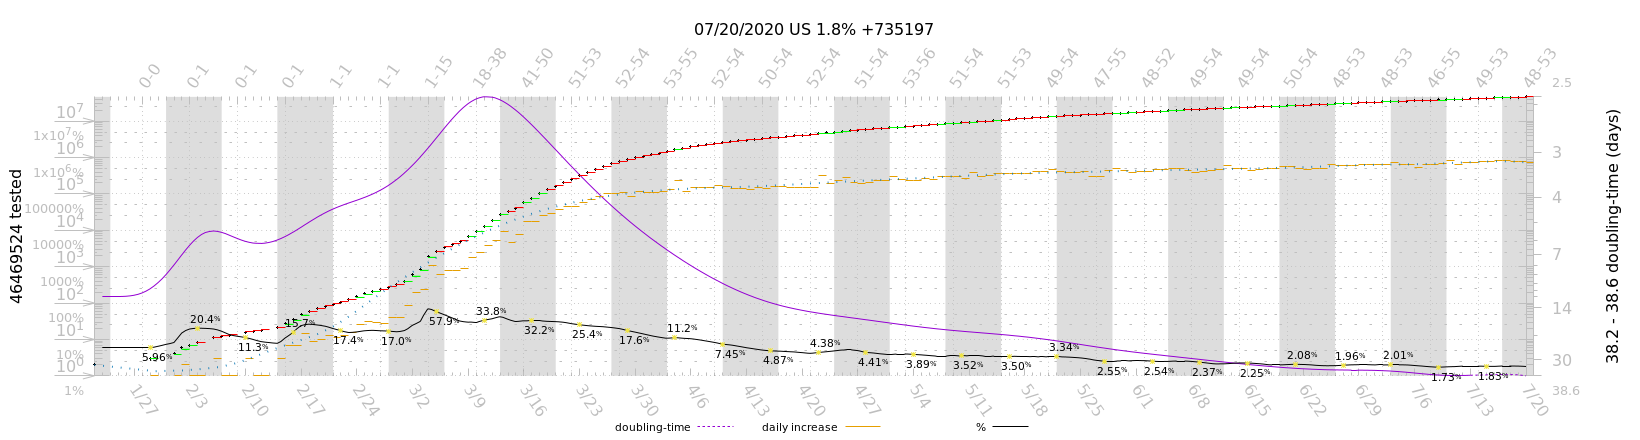 07/20/2020 US 1.8% +735197
0-0 0-1 0-1 0-1 1-1 1-1 1-15 18-38 41-50 51-53 52-54 53-55 52-54 50-54 52-54 51-54 53-56 51-54 51-53 49-54 47-55 48-52 49-54 49-54 50-54 48-53 48-53 46-55 49-53 48-53
46469524 tested
10⁷
1x10⁷%
10⁶
1x10⁶%
10⁵
100000%
10⁴
10000%
10³
1000%
10²
100%
10¹
10%
10⁰
1%
2.5
3
4
7
14
30
38.6
38.2 - 38.6 doubling-time (days)
5.96% 20.4% 11.3% 15.7% 17.4% 17.0% 57.9% 33.8% 32.2% 25.4% 17.6% 11.2% 7.45% 4.87% 4.38% 4.41% 3.89% 3.52% 3.50% 3.34% 2.55% 2.54% 2.37% 2.25% 2.08% 1.96% 2.01% 1.73% 1.83%
1/27 2/3 2/10 2/17 2/24 3/2 3/9 3/16 3/23 3/30 4/6 4/13 4/20 4/27 5/4 5/11 5/18 5/25 6/1 6/8 6/15 6/22 6/29 7/6 7/13 7/20
doubling-time daily increase %